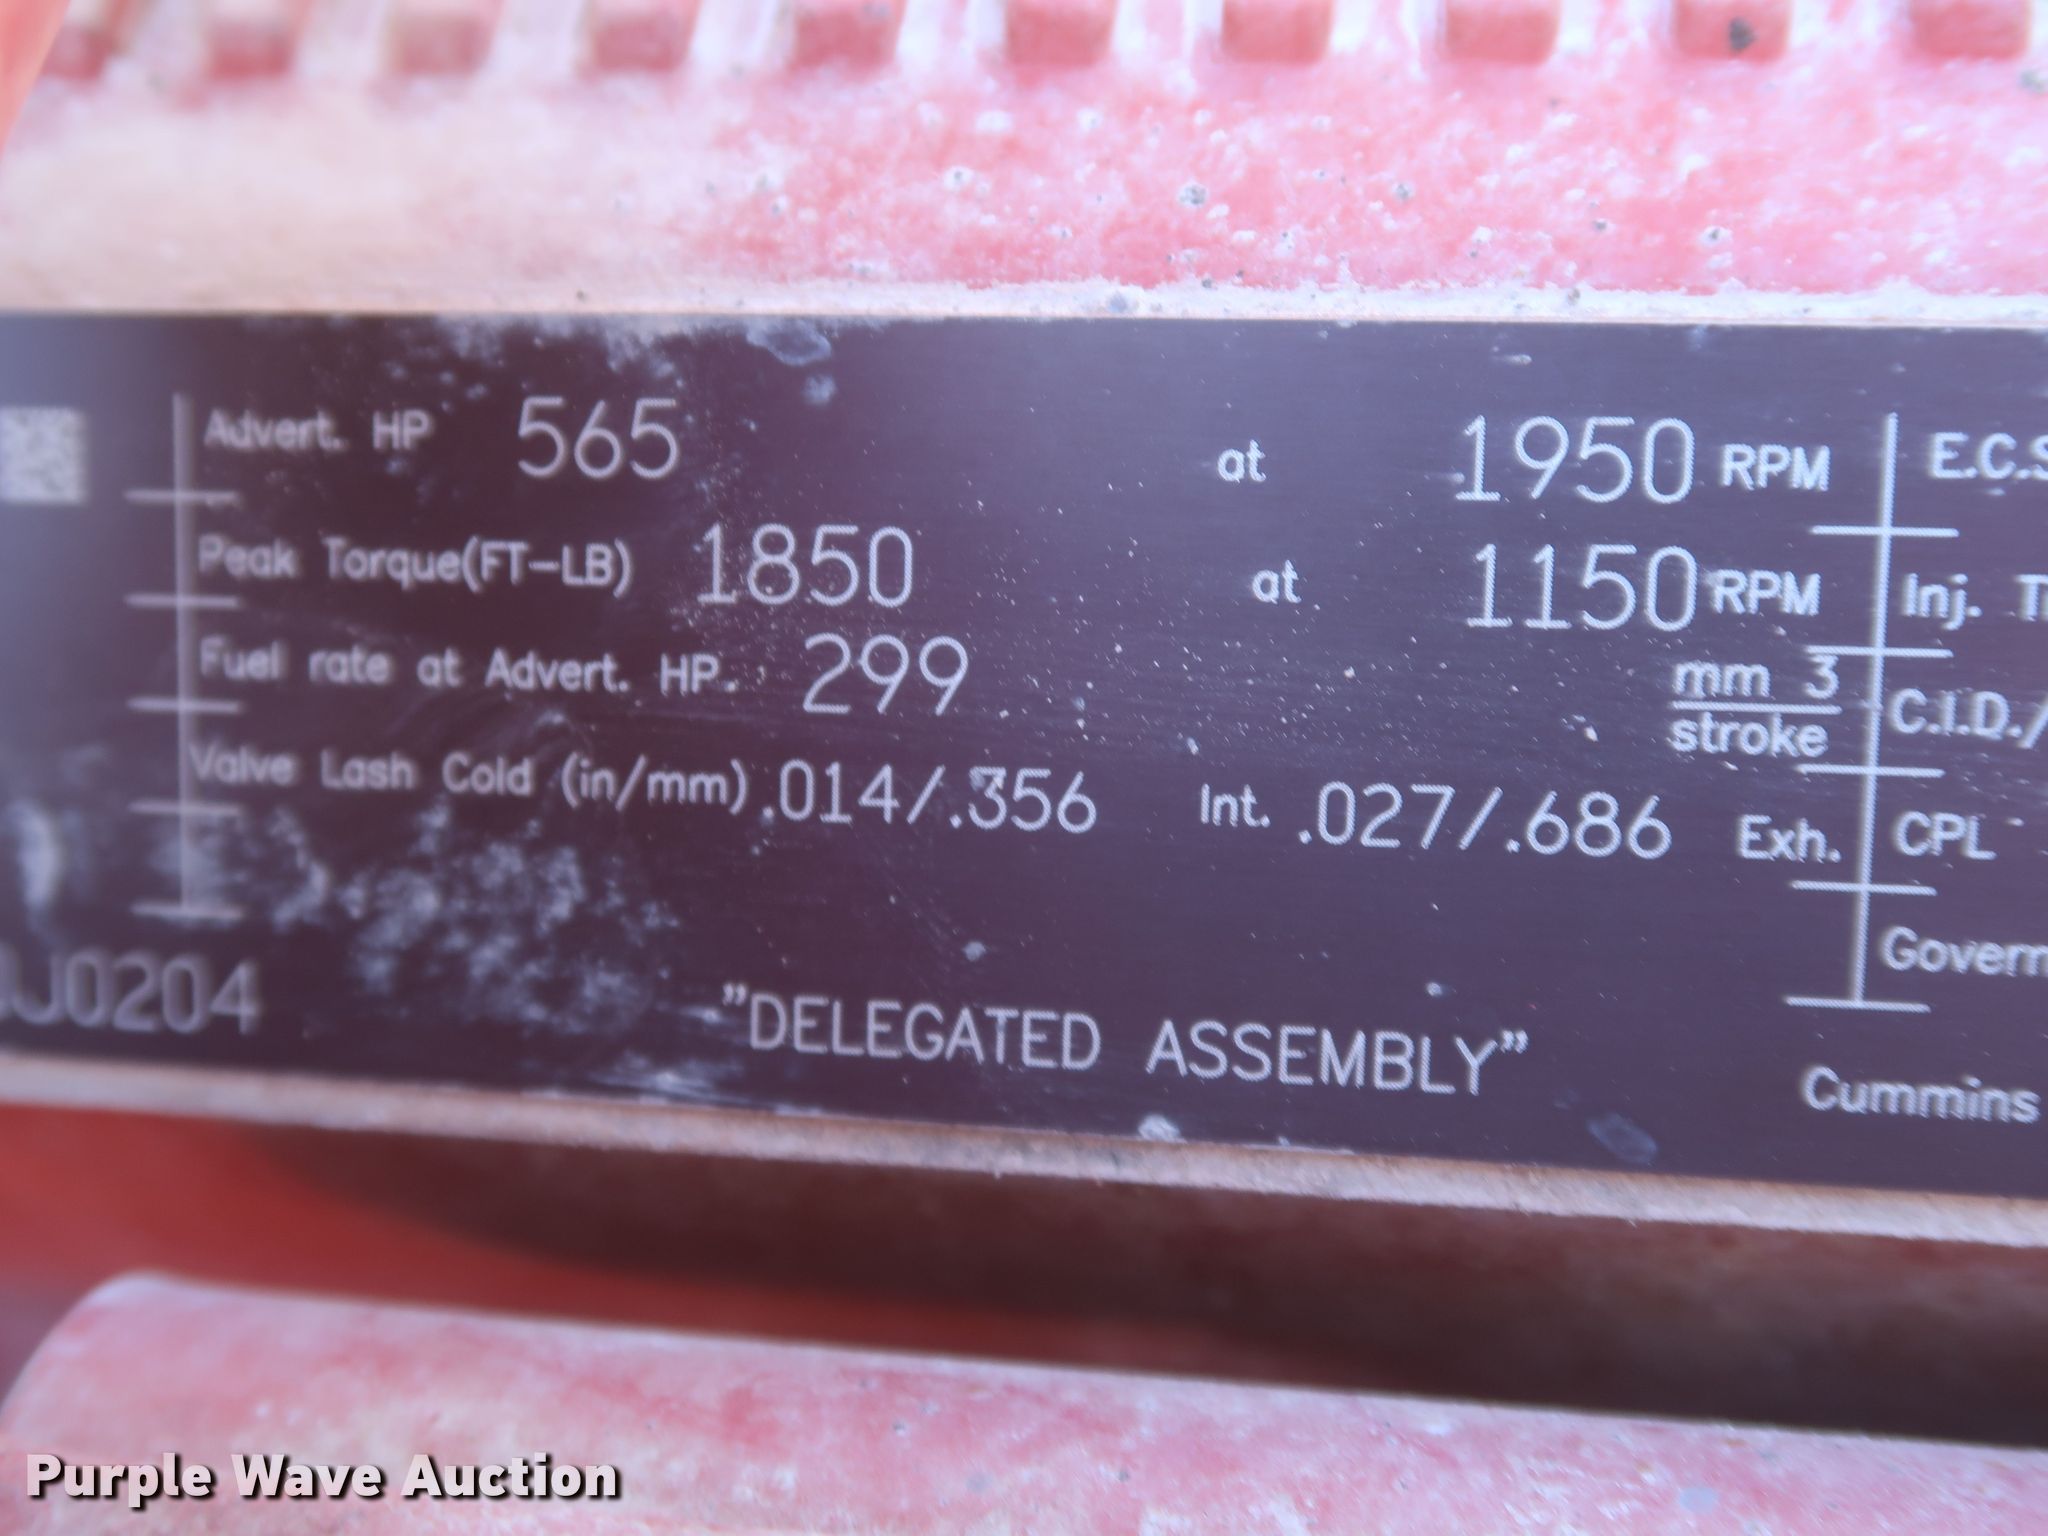 Advert. HP 565 at 1950 RPM
Peak Torque(FT-LB) 1850 at 1150 RPM
Fuel rate at Advert. HP. 299 mm 3
stroke
Valve Lash Cold (in/mm) .014/.356 Int. .027/.686 Exh.
J0204
"DELEGATED ASSEMBLY"
E.C.S
Inj. Ti
C.I.D./
CPL
Govern
Cummins
Purple Wave Auction